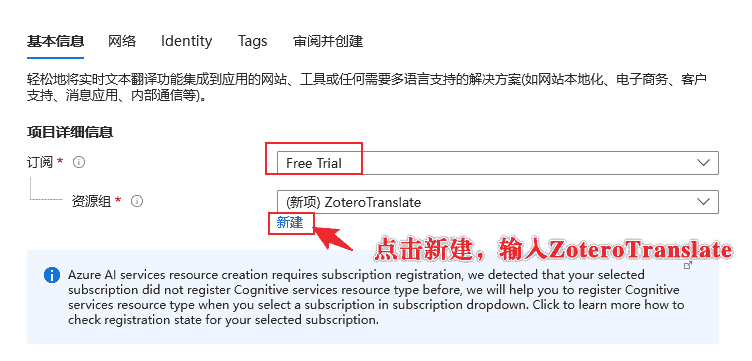 基本信息 网络 Identity Tags 审阅并创建
轻松地将实时文本翻译功能集成到应用的网站、工具或任何需要多语言支持的解决方案(如网站本地化、电子商务、客户
支持、消息应用、内部通信等)。
项目详细信息
订阅 * Free Trial
资源组 * (新项) ZoteroTranslate
新建
点击新建，输入ZoteroTranslate
Azure AI services resource creation requires subscription registration, we detected that your selected
subscription did not register Cognitive services resource type before, we will help you to register Cognitive
services resource type when you select a subscription in subscription dropdown. Click to learn more how to
check registration state for your selected subscription.